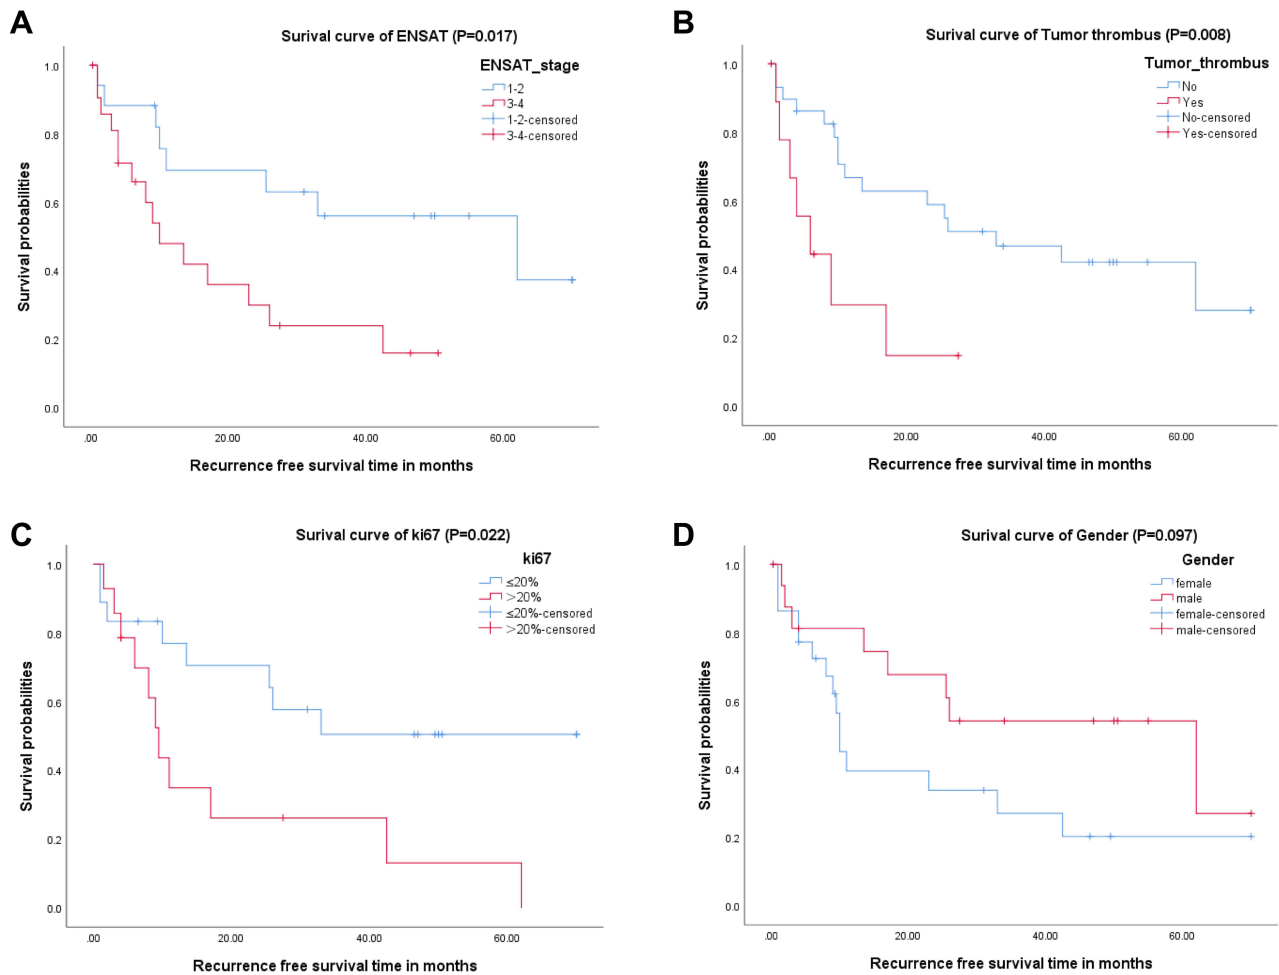 A
Surival curve of ENSAT (P=0.017)
ENSAT_stage
1-2
3-4
1-2-censored
3-4-censored
Survival probabilities
1.0
0.8
0.6
0.4
0.2
0.0
.00 20.00 40.00 60.00
Recurrence free survival time in months
B
Surival curve of Tumor thrombus (P=0.008)
Tumor_thrombus
No
Yes
No-censored
Yes-censored
Survival probabilities
1.0
0.8
0.6
0.4
0.2
0.0
.00 20.00 40.00 60.00
Recurrence free survival time in months
C
Surival curve of ki67 (P=0.022)
ki67
≤20%
＞20%
≤20%-censored
＞20%-censored
Survival probabilities
1.0
0.8
0.6
0.4
0.2
0.0
.00 20.00 40.00 60.00
Recurrence free survival time in months
D
Surival curve of Gender (P=0.097)
Gender
female
male
female-censored
male-censored
Survival probabilities
1.0
0.8
0.6
0.4
0.2
0.0
.00 20.00 40.00 60.00
Recurrence free survival time in months